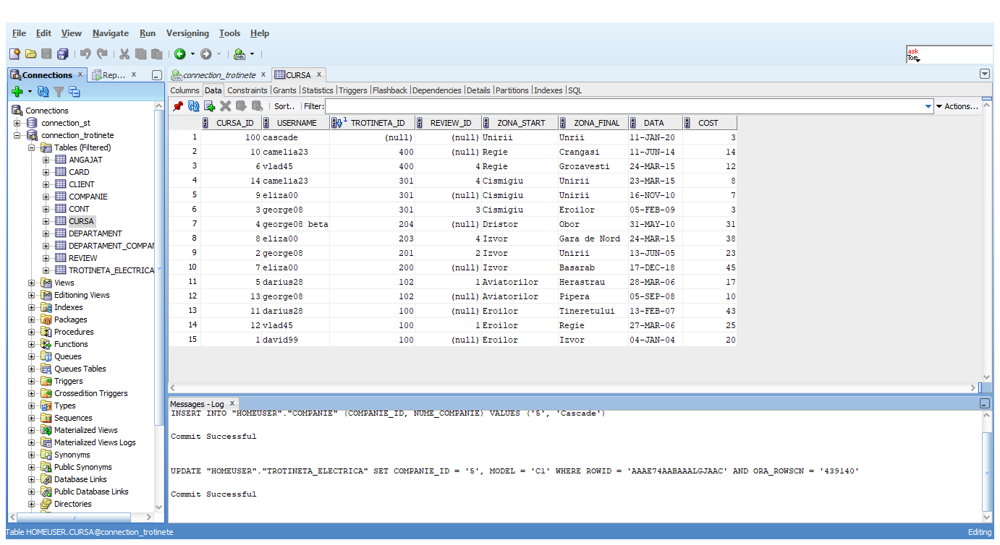 File Edit View Navigate Run Versioning Tools Help
ask
Tom
Connections x Rep... x
Connections
connection_st
connection_trotinete
Tables (Filtered)
ANGAJAT
CARD
CLIENT
COMPANIE
CONT
CURSA
DEPARTAMENT
DEPARTAMENT_COMPAN
REVIEW
TROTINETA_ELECTRICA
Views
Editioning Views
Indexes
Packages
Procedures
Functions
Queues
Queues Tables
Triggers
Crossedition Triggers
Types
Sequences
Materialized Views
Materialized Views Logs
Synonyms
Public Synonyms
Database Links
Public Database Links
Directories
connection_trotinete x CURSA x
Columns Data Constraints Grants Statistics Triggers Flashback Dependencies Details Partitions Indexes SQL
Sort.. Filter: Actions...
CURSA_ID USERNAME 1 TROTINETA_ID REVIEW_ID ZONA_START ZONA_FINAL DATA COST
1 100 cascade (null) (null) Unirii Unrii 11-JAN-20 3
2 10 camelia23 400 (null) Regie Crangasi 11-JUN-14 14
3 6 vlad45 400 4 Regie Grozavesti 24-MAR-15 12
4 14 camelia23 301 4 Cismigiu Unirii 23-MAR-15 8
5 9 eliza00 301 (null) Cismigiu Unirii 16-NOV-10 7
6 3 george08 301 3 Cismigiu Eroilor 05-FEB-09 3
7 4 george08 beta 204 (null) Dristor Obor 31-MAY-10 31
8 8 eliza00 203 4 Izvor Gara de Nord 24-MAR-15 38
9 2 george08 201 2 Izvor Unirii 13-JUN-05 23
10 7 eliza00 200 (null) Izvor Basarab 17-DEC-18 45
11 5 darius28 102 1 Aviatorilor Herastrau 28-MAR-06 17
12 13 george08 102 (null) Aviatorilor Pipera 05-SEP-08 10
13 11 darius28 100 (null) Eroilor Tineretului 13-FEB-07 43
14 12 vlad45 100 1 Eroilor Regie 27-MAR-06 25
15 1 david99 100 (null) Eroilor Izvor 04-JAN-04 20
Messages - Log x
INSERT INTO "HOMEUSER"."COMPANIE" (COMPANIE_ID, NUME_COMPANIE) VALUES ('5', 'Cascade')
Commit Successful
UPDATE "HOMEUSER"."TROTINETA_ELECTRICA" SET COMPANIE_ID = '5', MODEL = 'C1' WHERE ROWID = 'AAAE74AABAAALGJAAC' AND ORA_ROWSCN = '439140'
Commit Successful
Table HOMEUSER.CURSA@connection_trotinete Editing